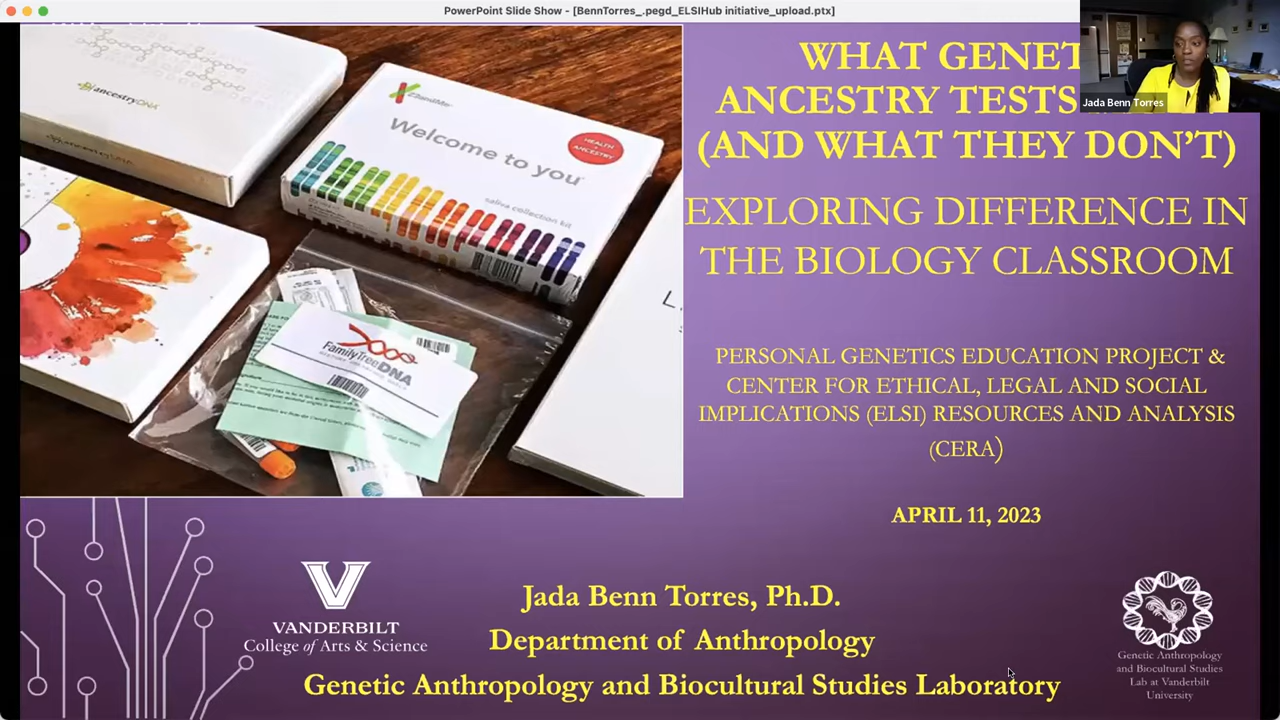 PowerPoint Slide Show - [BennTorres_.pegd_ELSIHub initiative_upload.ptx]
Jada Benn Torres
WHAT GENET
ANCESTRY TESTS
(AND WHAT THEY DON'T)
EXPLORING DIFFERENCE IN
THE BIOLOGY CLASSROOM
PERSONAL GENETICS EDUCATION PROJECT &
CENTER FOR ETHICAL, LEGAL AND SOCIAL
IMPLICATIONS (ELSI) RESOURCES AND ANALYSIS
(CERA)
APRIL 11, 2023
ancestryDNA
23andMe
Welcome to you
HEALTH +
ANCESTRY
saliva collection kit
FamilyTreeDNA
VANDERBILT
College of Arts & Science
Jada Benn Torres, Ph.D.
Department of Anthropology
Genetic Anthropology and Biocultural Studies Laboratory
Genetic Anthropology
and Biocultural Studies
Lab at Vanderbilt
University